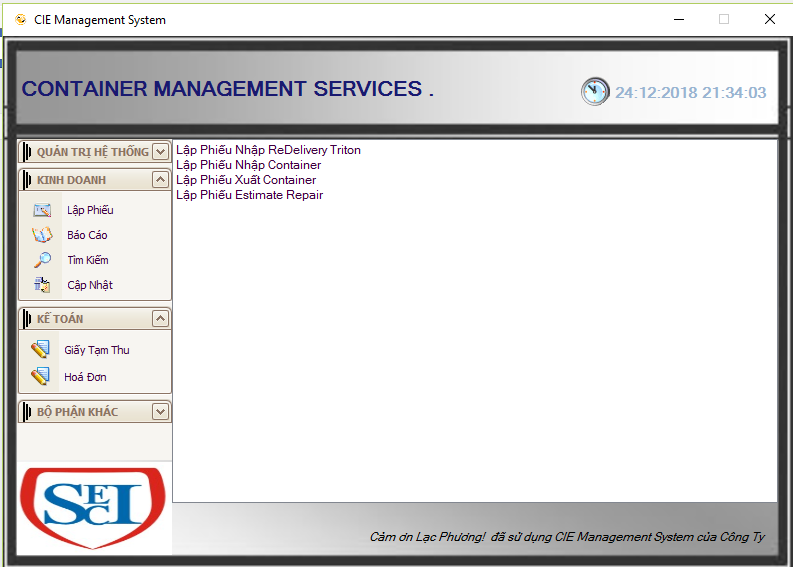 CIE Management System
CONTAINER MANAGEMENT SERVICES .
24:12:2018 21:34:03
QUẢN TRỊ HỆ THỐNG
KINH DOANH
Lập Phiếu
Báo Cáo
Tìm Kiếm
Cập Nhật
KẾ TOÁN
Giấy Tạm Thu
Hoá Đơn
BỘ PHẬN KHÁC
SECI
Lập Phiếu Nhập ReDelivery Triton
Lập Phiếu Nhập Container
Lập Phiếu Xuất Container
Lập Phiếu Estimate Repair
Cảm ơn Lạc Phương! đã sử dụng CIE Management System của Công Ty